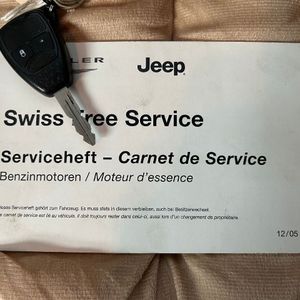 LER Jeep
Swiss Free Service
Serviceheft – Carnet de Service
Benzinmotoren / Moteur d'essence
Serviceheft gehört zum Fahrzeug. Es muss stets in diesem verbleiben, auch bei Besitzerwechsel.
carnet de service est lié au véhicule. Il doit toujours rester dans celui-ci, aussi lors d'un changement de propriétaire.
12/05